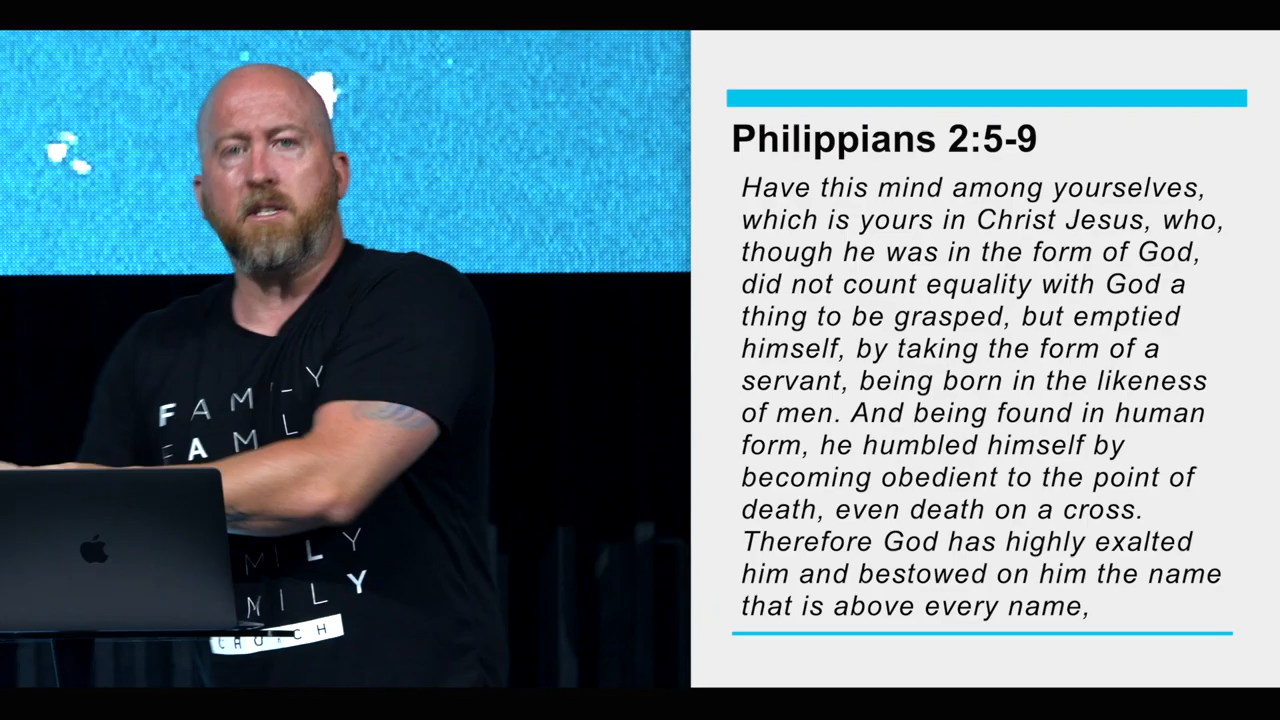 FAMILY
FAMIL
MILY
MILY
CHURCH
Philippians 2:5-9
Have this mind among yourselves,
which is yours in Christ Jesus, who,
though he was in the form of God,
did not count equality with God a
thing to be grasped, but emptied
himself, by taking the form of a
servant, being born in the likeness
of men. And being found in human
form, he humbled himself by
becoming obedient to the point of
death, even death on a cross.
Therefore God has highly exalted
him and bestowed on him the name
that is above every name,